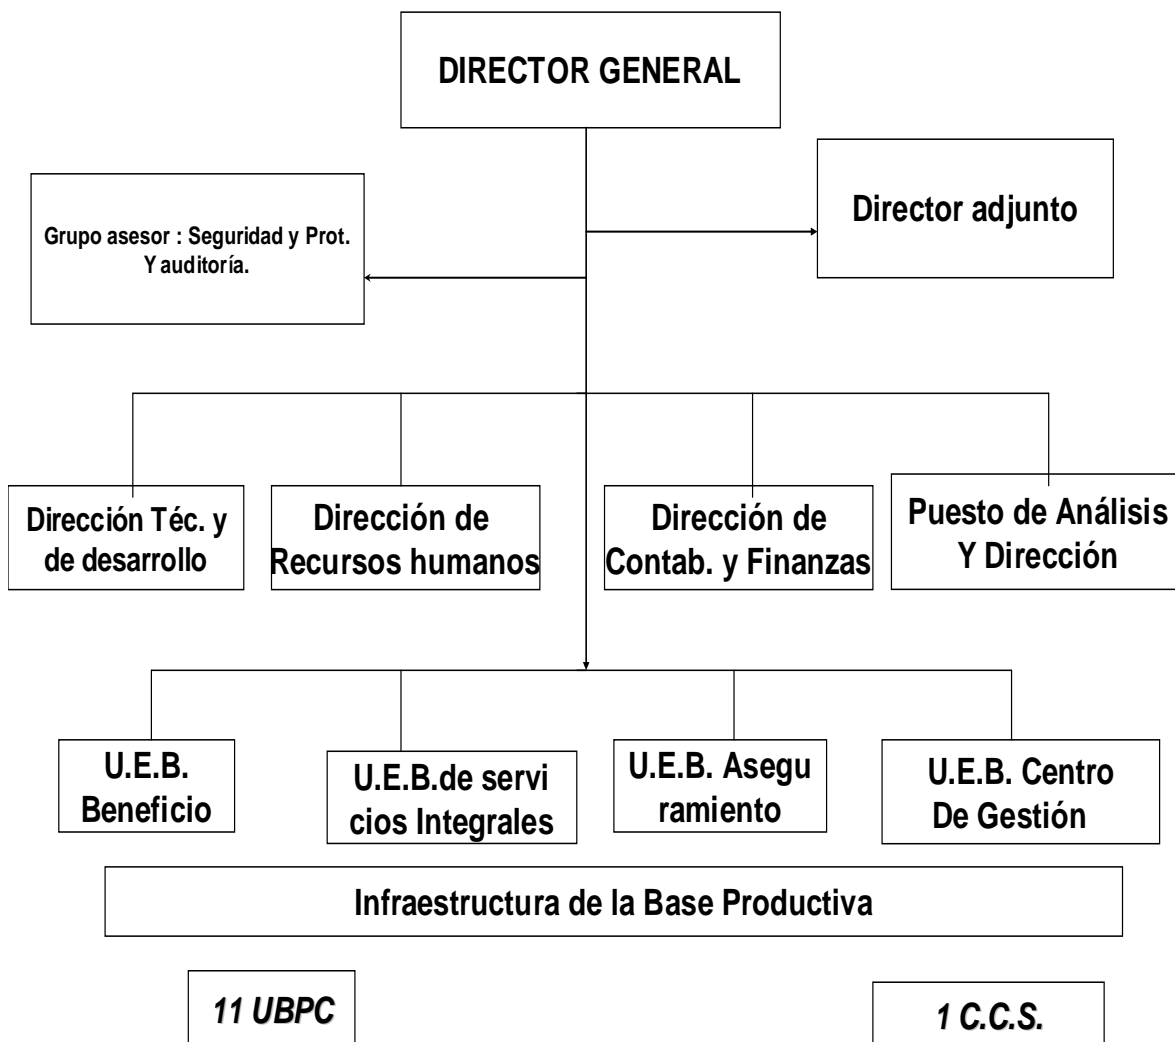 DIRECTOR GENERAL
Director adjunto
Grupo asesor : Seguridad y Prot.
Y auditoría.
Dirección Téc. y
de desarrollo
Dirección de
Recursos humanos
Dirección de
Contab. y Finanzas
Puesto de Análisis
Y Dirección
U.E.B.
Beneficio
U.E.B.de servi
cios Integrales
U.E.B. Asegu
ramiento
U.E.B. Centro
De Gestión
Infraestructura de la Base Productiva
11 UBPC
1 C.C.S.